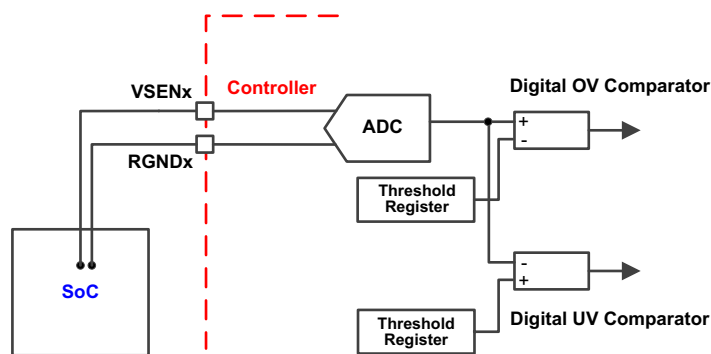 VSENx
Controller
Digital OV Comparator
ADC
+
-
RGNDx
Threshold
Register
SoC
-
+
Threshold
Register
Digital UV Comparator